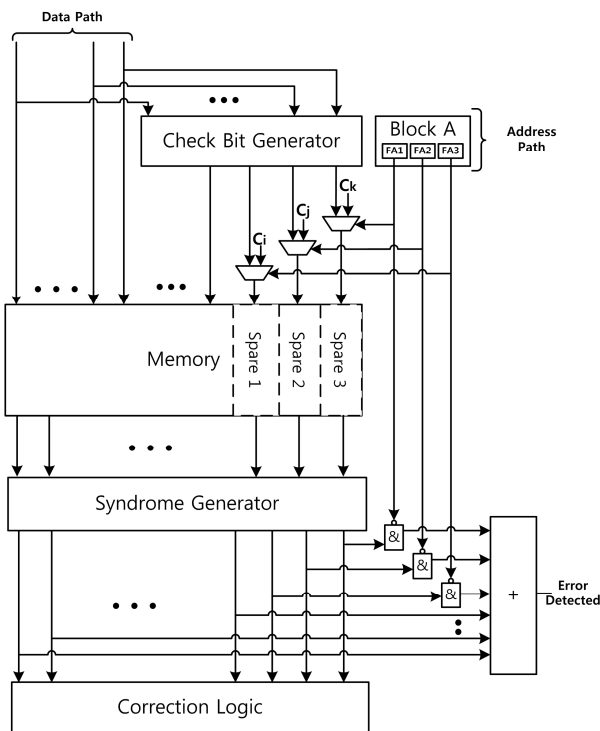 Data Path
Check Bit Generator
Block A
FA1 FA2 FA3
Address
Path
Ck
Cj
Ci
Memory
Spare 1
Spare 2
Spare 3
Syndrome Generator
&
&
&
+
Error
Detected
Correction Logic